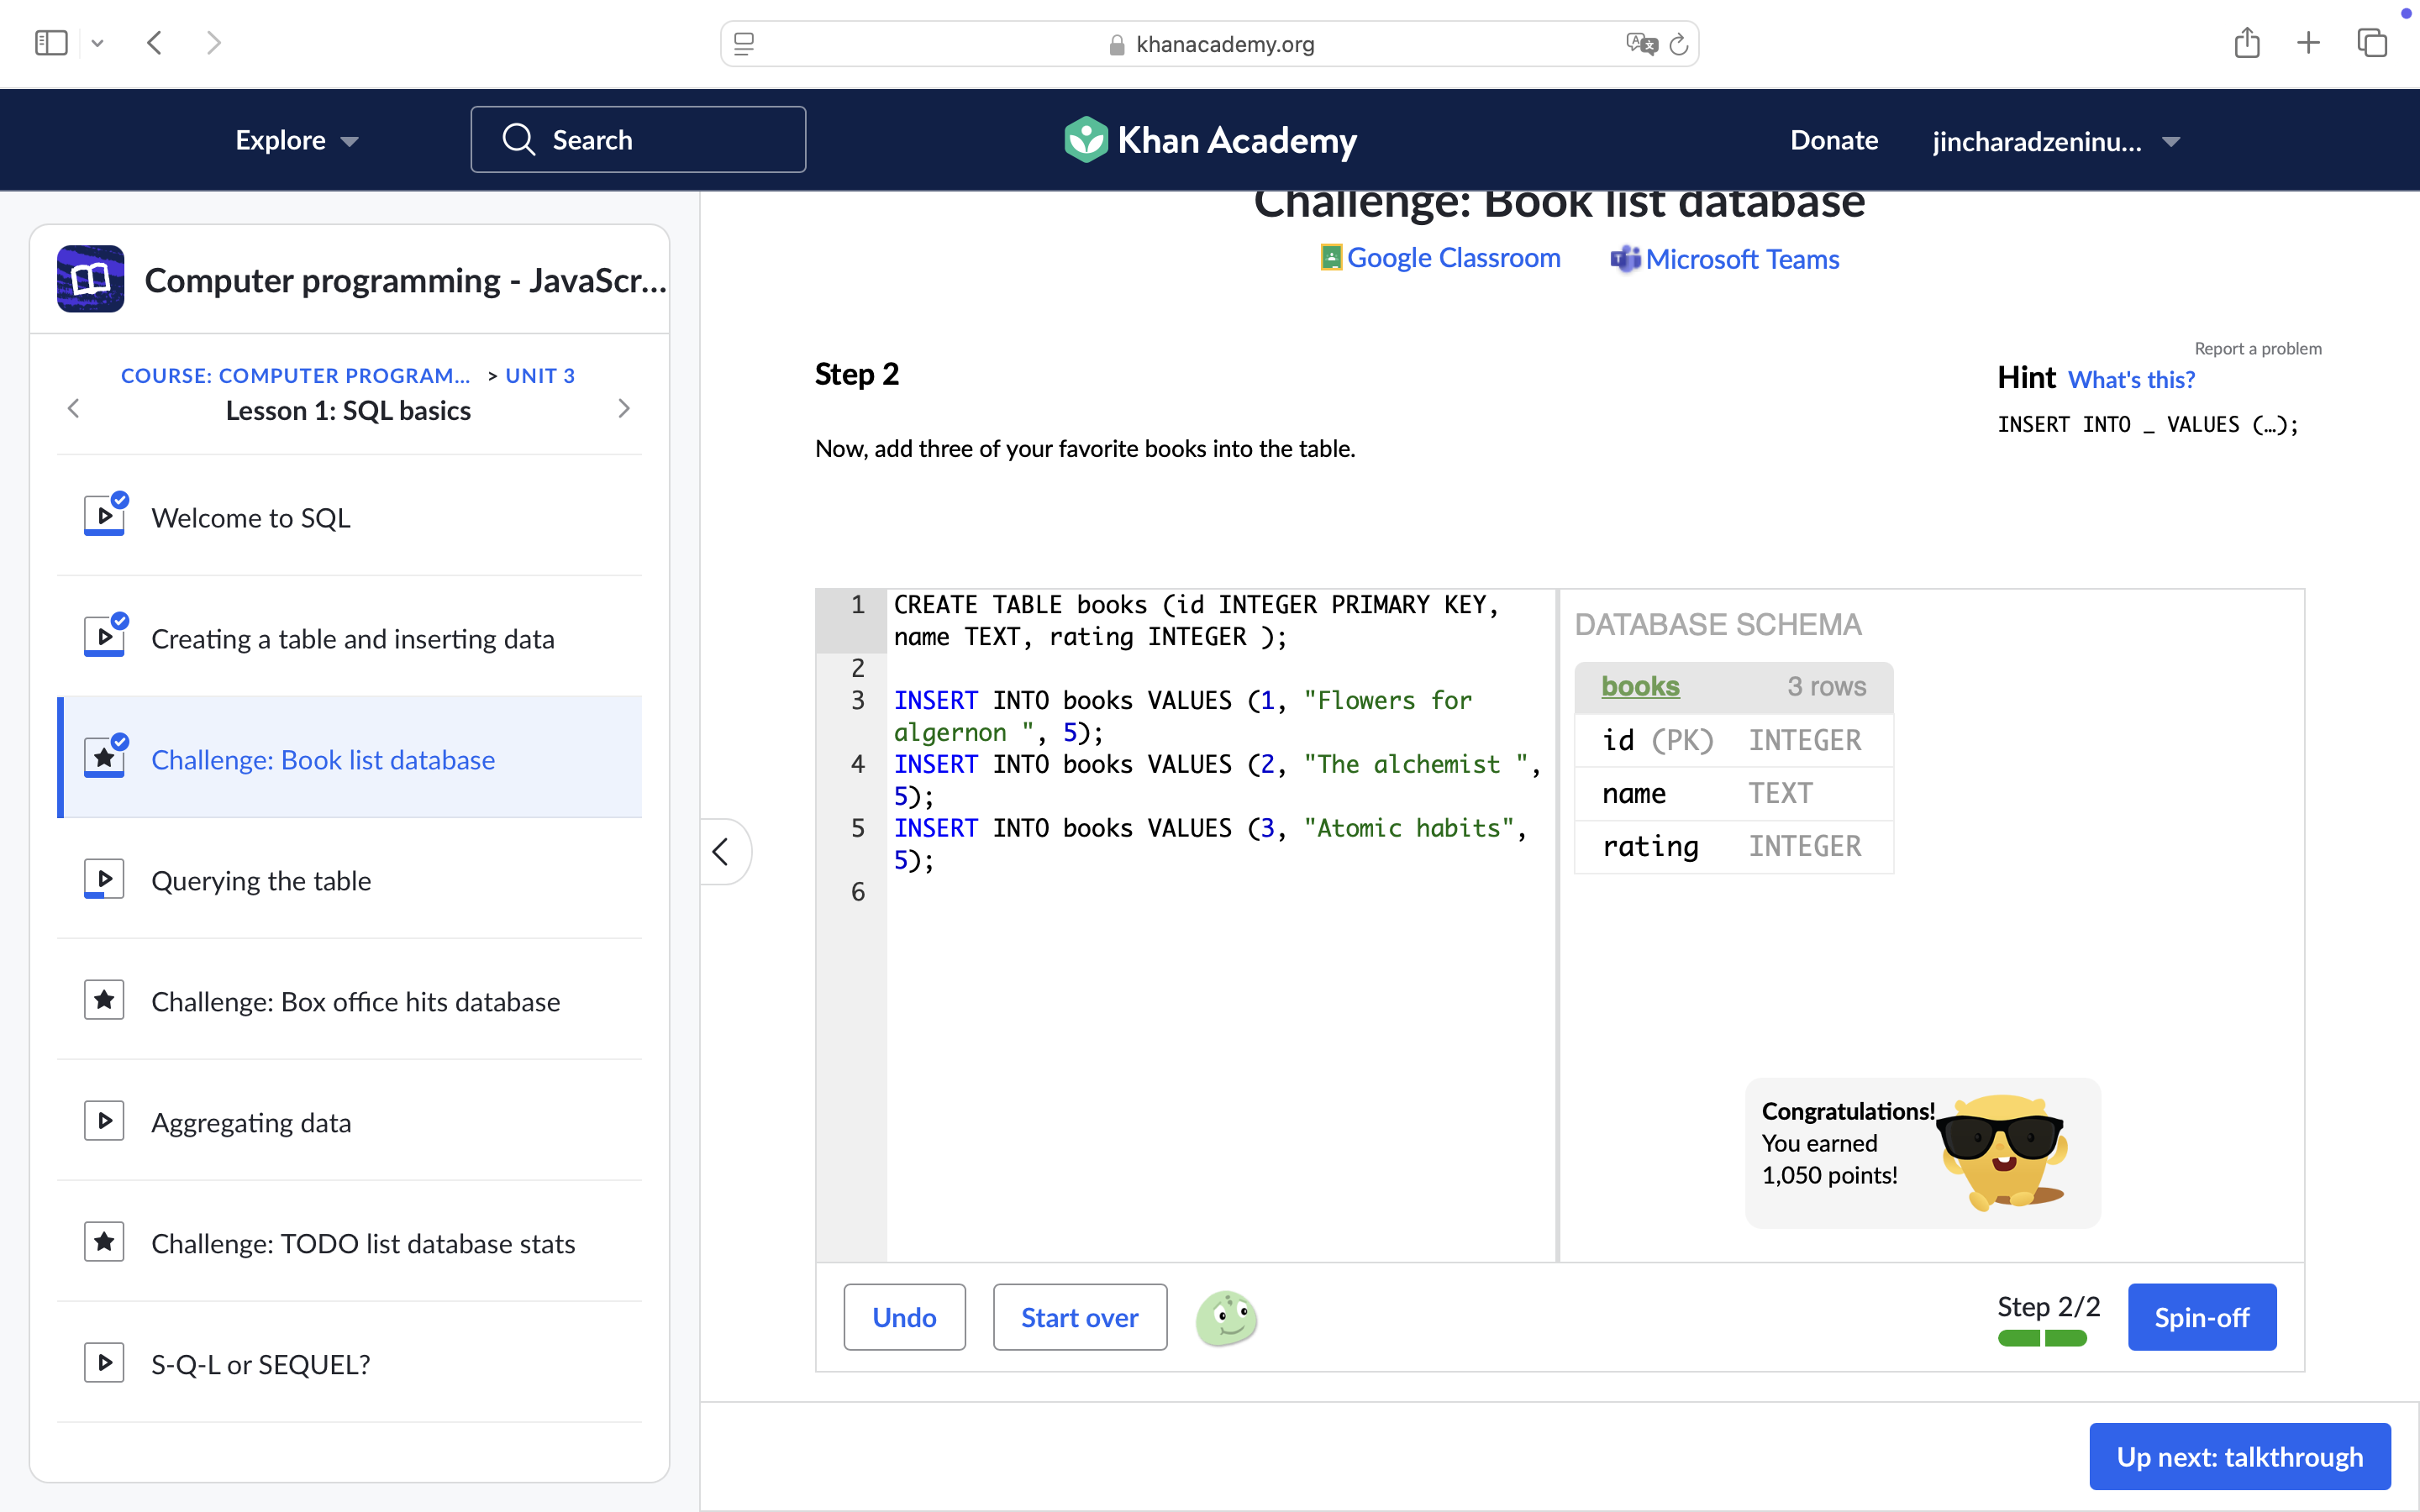 khanacademy.org
Explore
Search
Khan Academy
Donate
jincharadzeninu...
Computer programming - JavaScr...
COURSE: COMPUTER PROGRAM... > UNIT 3
Lesson 1: SQL basics
Welcome to SQL
Creating a table and inserting data
Challenge: Book list database
Querying the table
Challenge: Box office hits database
Aggregating data
Challenge: TODO list database stats
S-Q-L or SEQUEL?
Challenge: Book list database
Google Classroom
Microsoft Teams
Report a problem
Step 2
Now, add three of your favorite books into the table.
Hint What's this?
INSERT INTO _ VALUES (…);
1 CREATE TABLE books (id INTEGER PRIMARY KEY,
name TEXT, rating INTEGER );
2
3 INSERT INTO books VALUES (1, "Flowers for
algernon ", 5);
4 INSERT INTO books VALUES (2, "The alchemist ",
5);
5 INSERT INTO books VALUES (3, "Atomic habits",
5);
6
DATABASE SCHEMA
books 3 rows
id (PK) INTEGER
name TEXT
rating INTEGER
Congratulations!
You earned
1,050 points!
Undo
Start over
Step 2/2
Spin-off
Up next: talkthrough